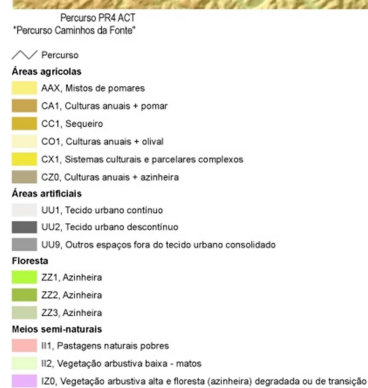 Percurso PR4 ACT
"Percurso Caminhos da Fonte"
Percurso
Áreas agricolas
AAX, Mistos de pomares
CA1, Culturas anuais + pomar
CC1, Sequeiro
CO1, Culturas anuais + olival
CX1, Sistemas culturais e parcelares complexos
CZ0, Culturas anuais + azinheira
Áreas artificiais
UU1, Tecido urbano continuo
UU2, Tecido urbano descontinuo
UU9, Outros espaços fora do tecido urbano consolidado
Floresta
ZZ1, Azinheira
ZZ2, Azinheira
ZZ3, Azinheira
Meios semi-naturais
II1, Pastagens naturais pobres
II2, Vegetação arbustiva baixa - matos
IZ0, Vegetação arbustiva alta e floresta (azinheira) degradada ou de transição